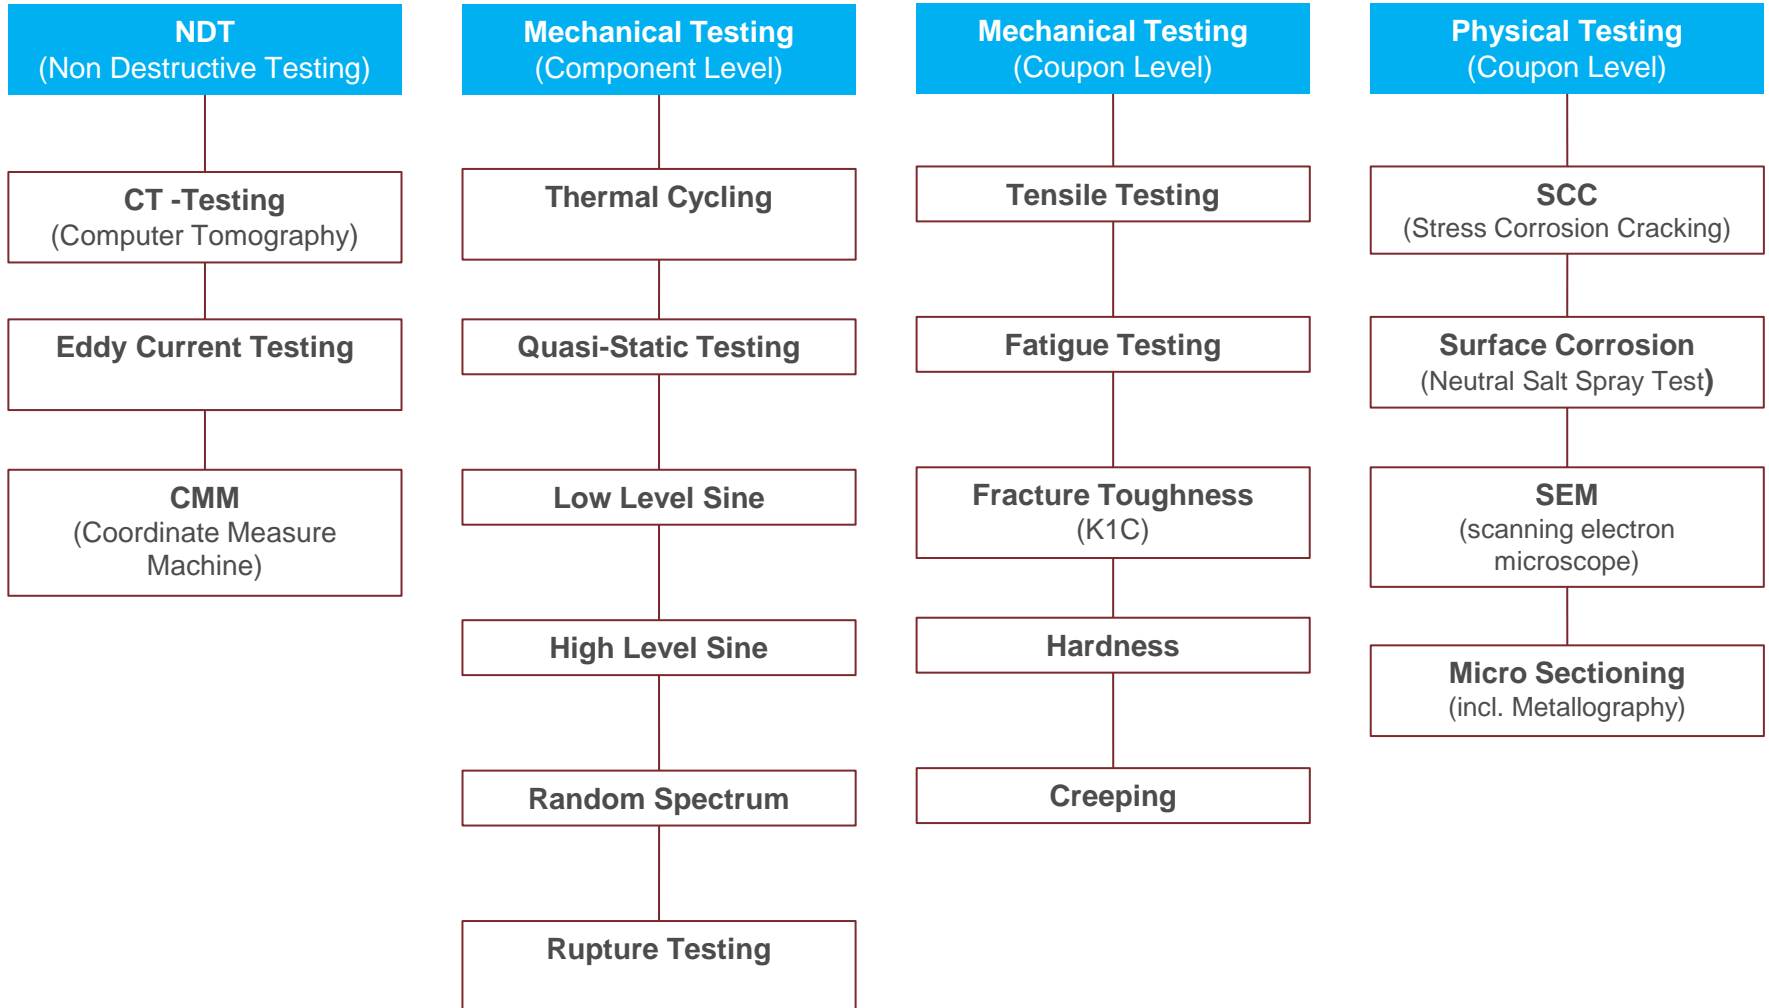 NDT
(Non Destructive Testing)
CT -Testing
(Computer Tomography)
Eddy Current Testing
CMM
(Coordinate Measure
Machine)
Mechanical Testing
(Component Level)
Thermal Cycling
Quasi-Static Testing
Low Level Sine
High Level Sine
Random Spectrum
Rupture Testing
Mechanical Testing
(Coupon Level)
Tensile Testing
Fatigue Testing
Fracture Toughness
(K1C)
Hardness
Creeping
Physical Testing
(Coupon Level)
SCC
(Stress Corrosion Cracking)
Surface Corrosion
(Neutral Salt Spray Test)
SEM
(scanning electron
microscope)
Micro Sectioning
(incl. Metallography)